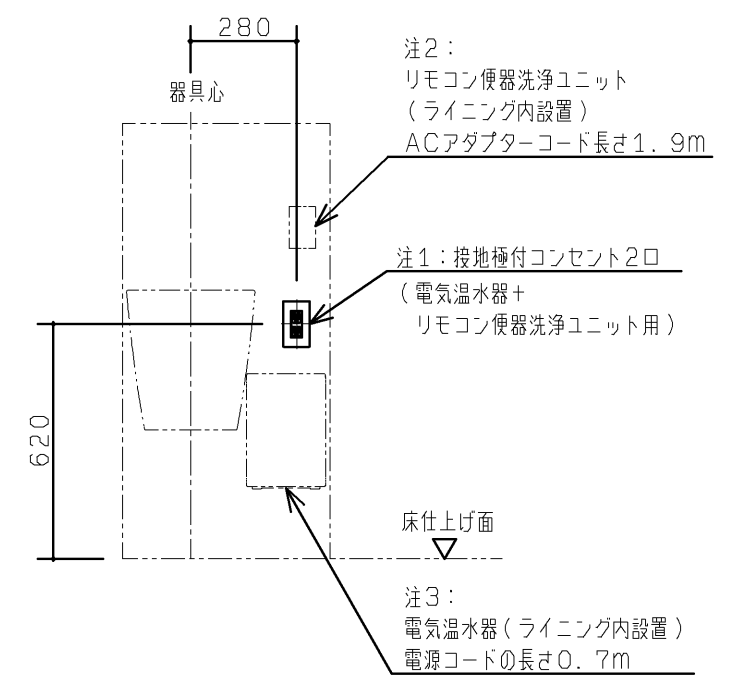 280
器具心
注2：
リモコン便器洗浄ユニット
（ライニング内設置）
ACアダプターコード長さ1．9m
注1：接地極付コンセント2口
（電気温水器＋
リモコン便器洗浄ユニット用）
620
床仕上げ面
注3：
電気温水器（ライニング内設置）
電源コードの長さ0．7m